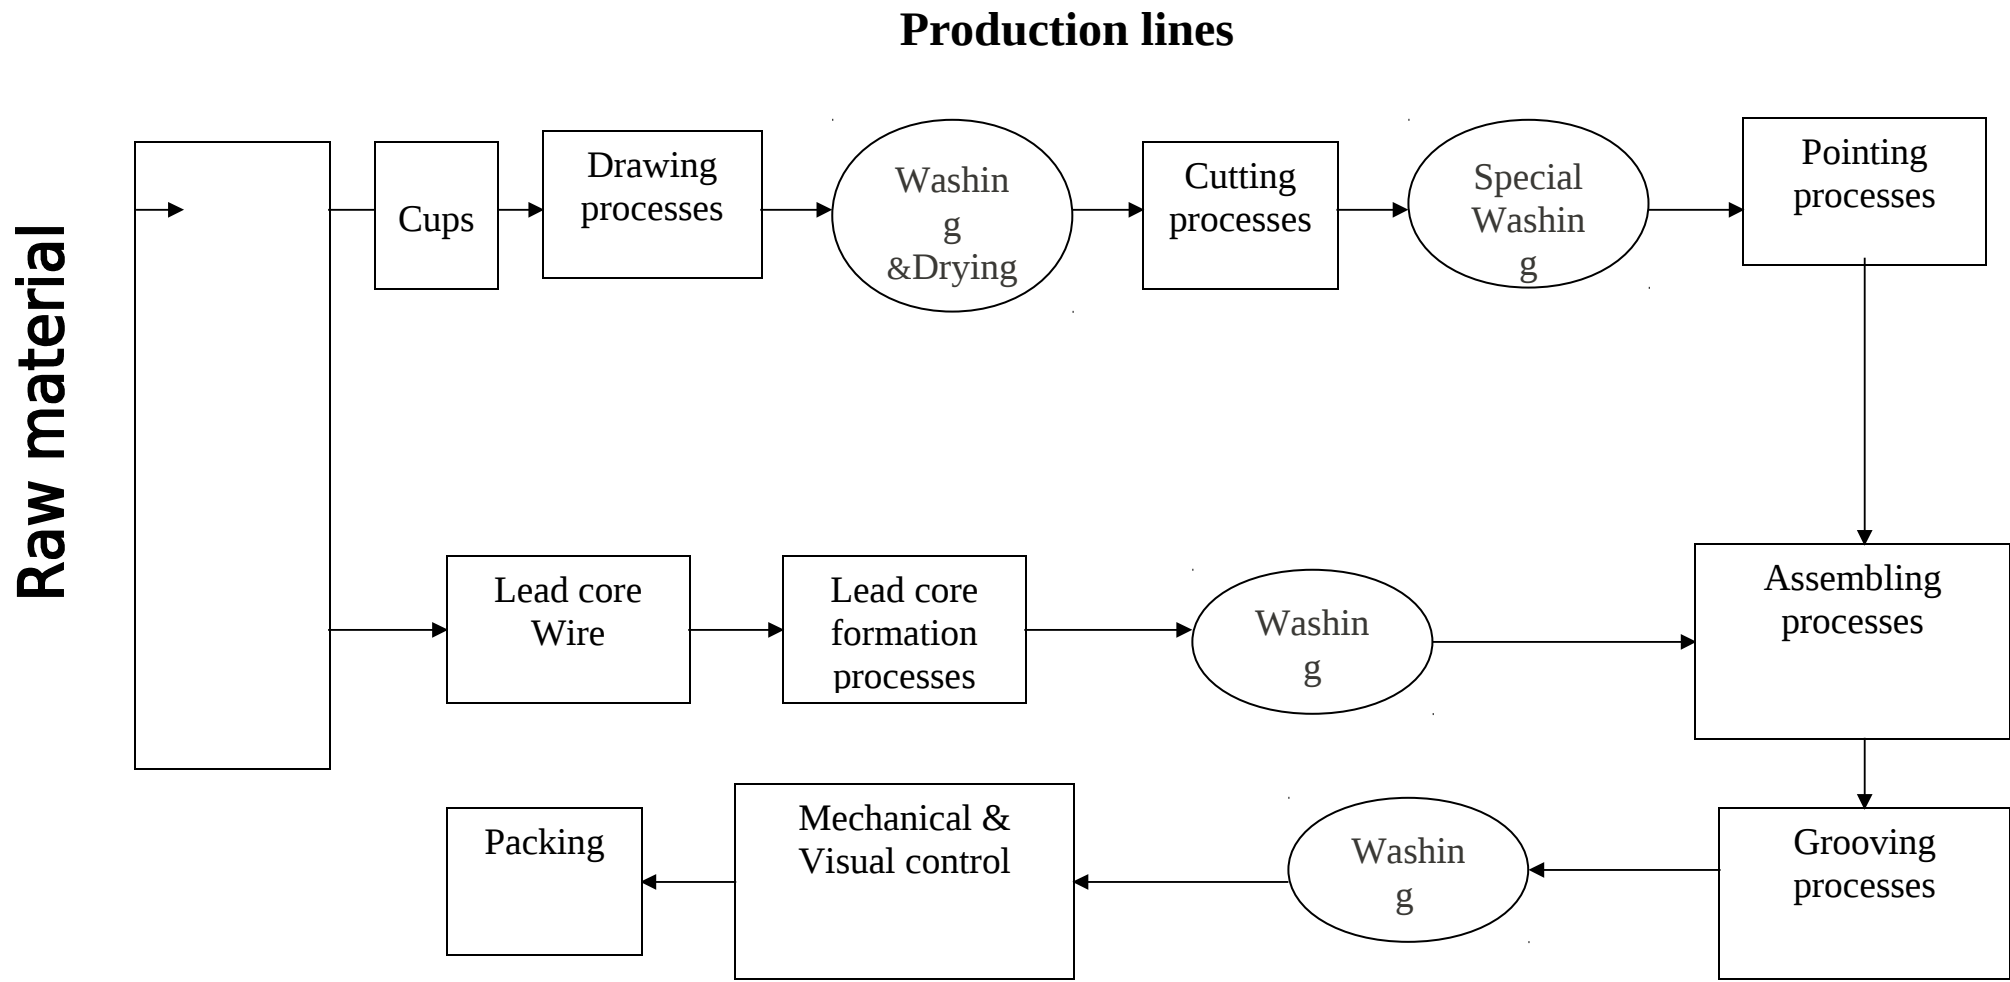 Production lines
Raw material
Cups
Drawing
processes
Washin
g
&Drying
Cutting
processes
Special
Washin
g
Pointing
processes
Lead core
Wire
Lead core
formation
processes
Washin
g
Assembling
processes
Packing
Mechanical &
Visual control
Washin
g
Grooving
processes